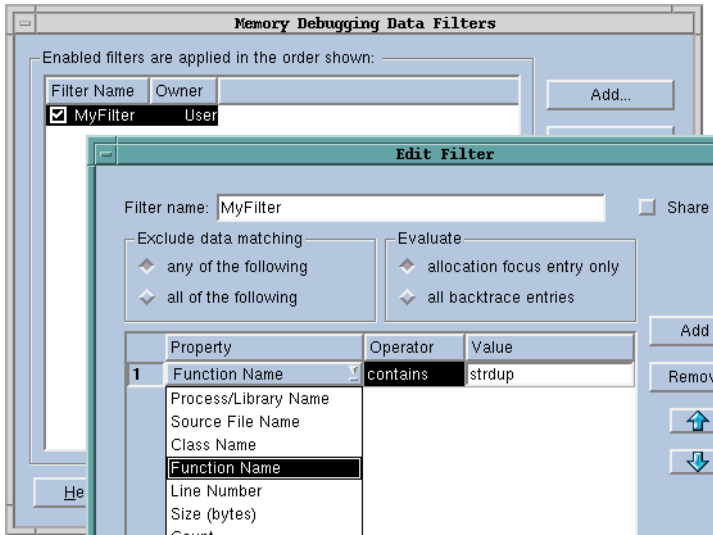 Memory Debugging Data Filters
Enabled filters are applied in the order shown:
Filter Name Owner
MyFilter User
Add...
Edit Filter
Filter name: MyFilter
Share
Exclude data matching
any of the following
all of the following
Evaluate
allocation focus entry only
all backtrace entries
Add
Property Operator Value
1 Function Name contains strdup
Remov
Process/Library Name
Source File Name
Class Name
Function Name
Line Number
Size (bytes)
Count
He